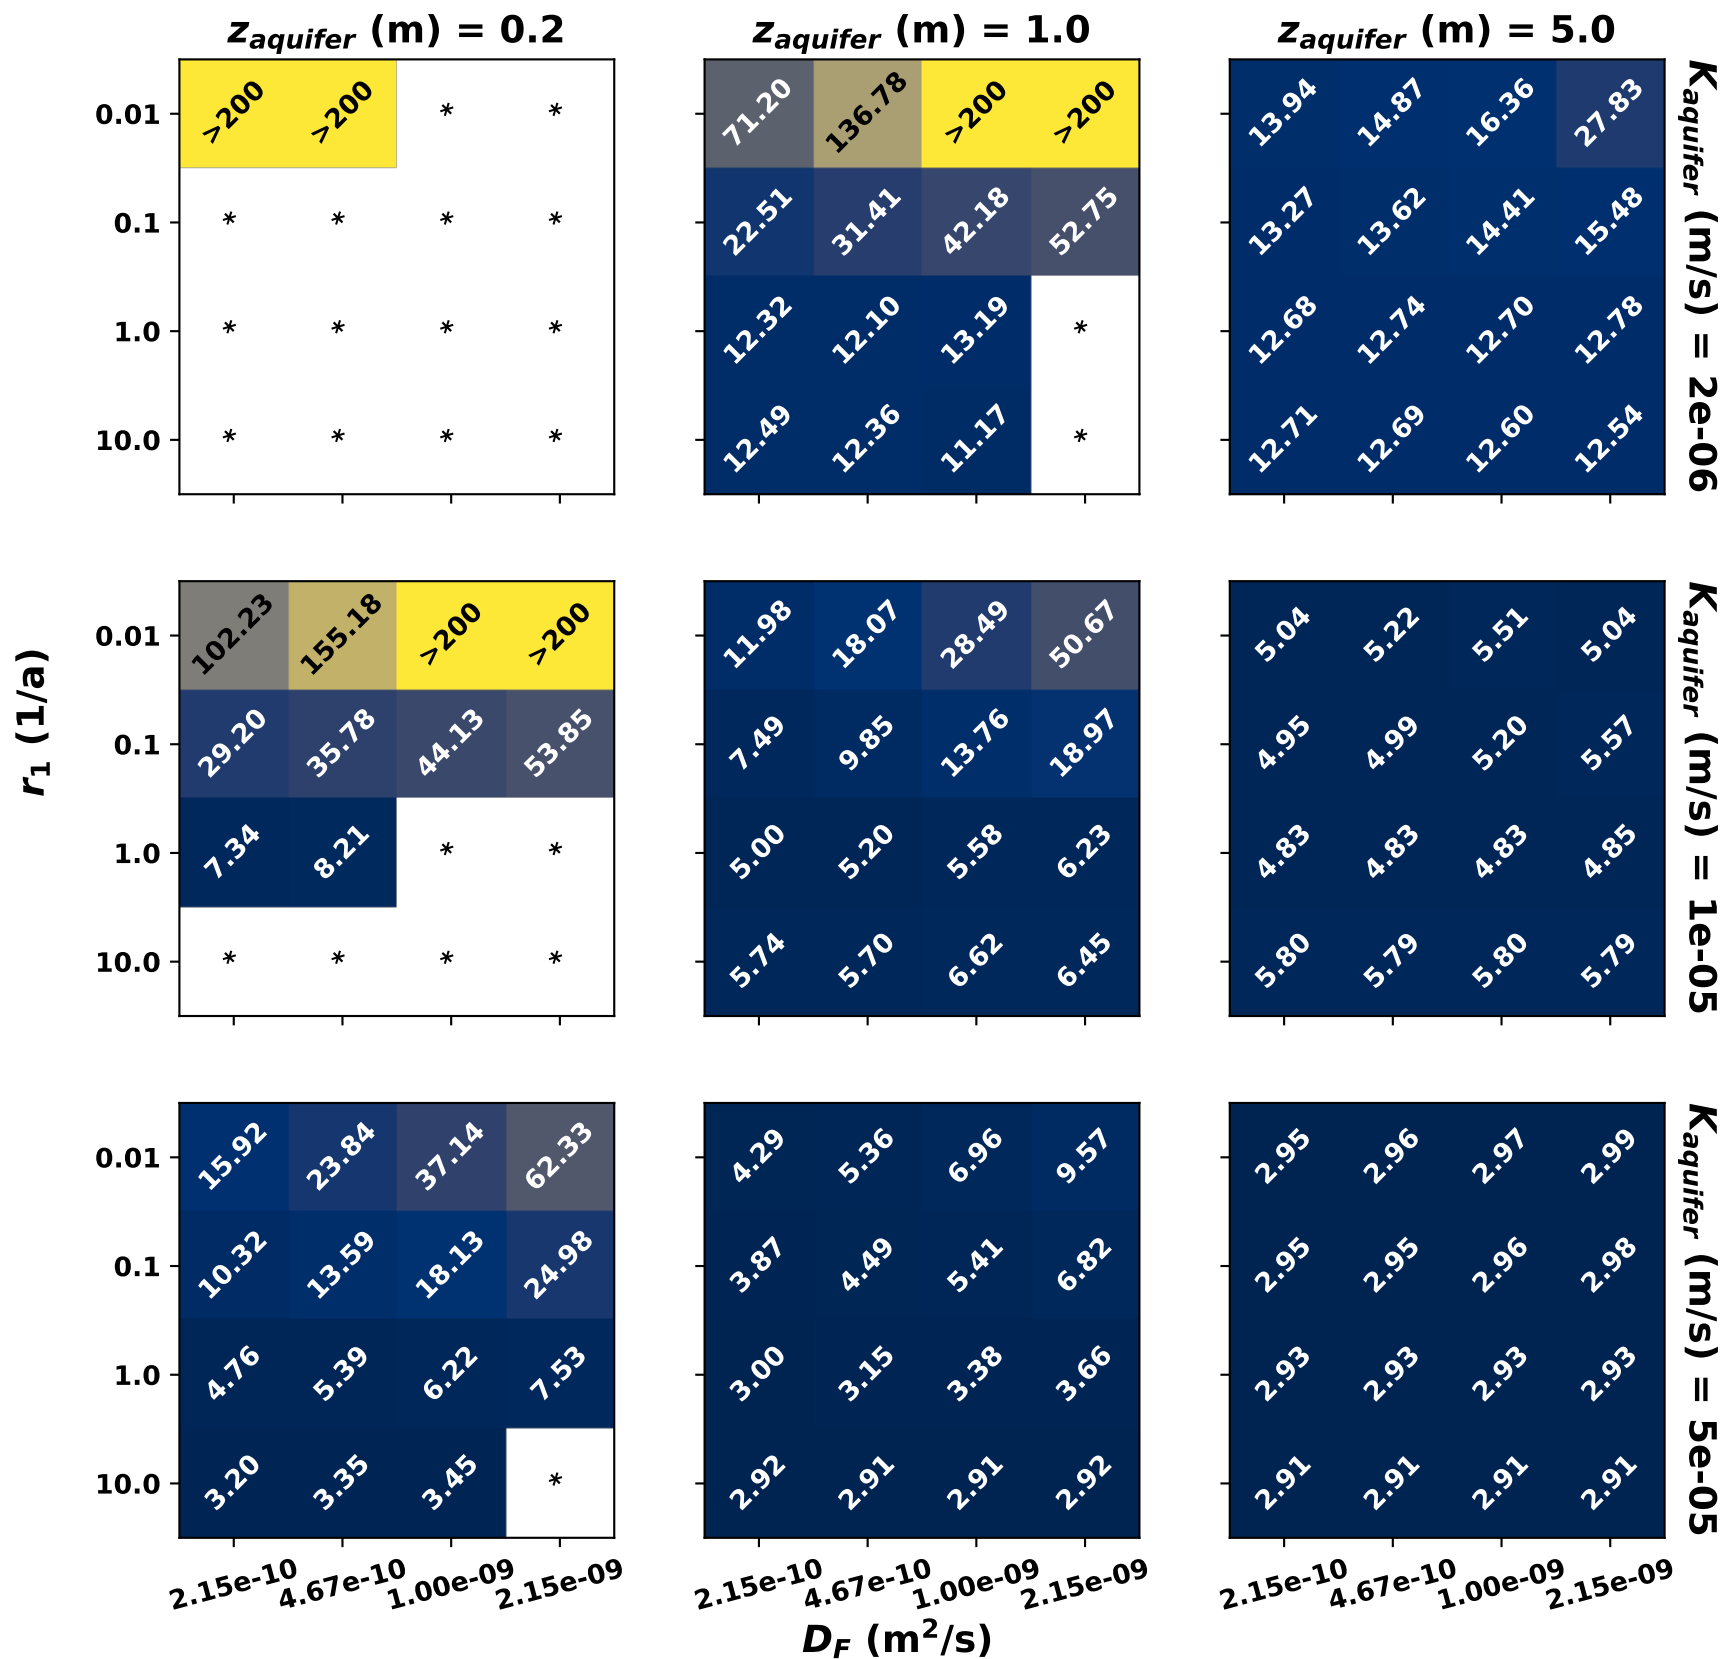 z_aquifer (m) = 0.2 z_aquifer (m) = 1.0 z_aquifer (m) = 5.0
0.01 >200 >200 * * 71.20 136.78 >200 >200 13.94 14.87 16.36 27.83
0.1 * * * * 22.51 31.41 42.18 52.75 13.27 13.62 14.41 15.48
1.0 * * * * 12.32 12.10 13.19 * 12.68 12.74 12.70 12.78
10.0 * * * * 12.49 12.36 11.17 * 12.71 12.69 12.60 12.54
K_aquifer (m/s) = 2e-06
r_1 (1/a)
0.01 102.23 155.18 >200 >200 11.98 18.07 28.49 50.67 5.04 5.22 5.51 5.04
0.1 29.20 35.78 44.13 53.85 7.49 9.85 13.76 18.97 4.95 4.99 5.20 5.57
1.0 7.34 8.21 * * 5.00 5.20 5.58 6.23 4.83 4.83 4.83 4.85
10.0 * * * * 5.74 5.70 6.62 6.45 5.80 5.79 5.80 5.79
K_aquifer (m/s) = 1e-05
0.01 15.92 23.84 37.14 62.33 4.29 5.36 6.96 9.57 2.95 2.96 2.97 2.99
0.1 10.32 13.59 18.13 24.98 3.87 4.49 5.41 6.82 2.95 2.95 2.96 2.98
1.0 4.76 5.39 6.22 7.53 3.00 3.15 3.38 3.66 2.93 2.93 2.93 2.93
10.0 3.20 3.35 3.45 * 2.92 2.91 2.91 2.92 2.91 2.91 2.91 2.91
K_aquifer (m/s) = 5e-05
2.15e-10 4.67e-10 1.00e-09 2.15e-09 2.15e-10 4.67e-10 1.00e-09 2.15e-09 2.15e-10 4.67e-10 1.00e-09 2.15e-09
D_F (m²/s)